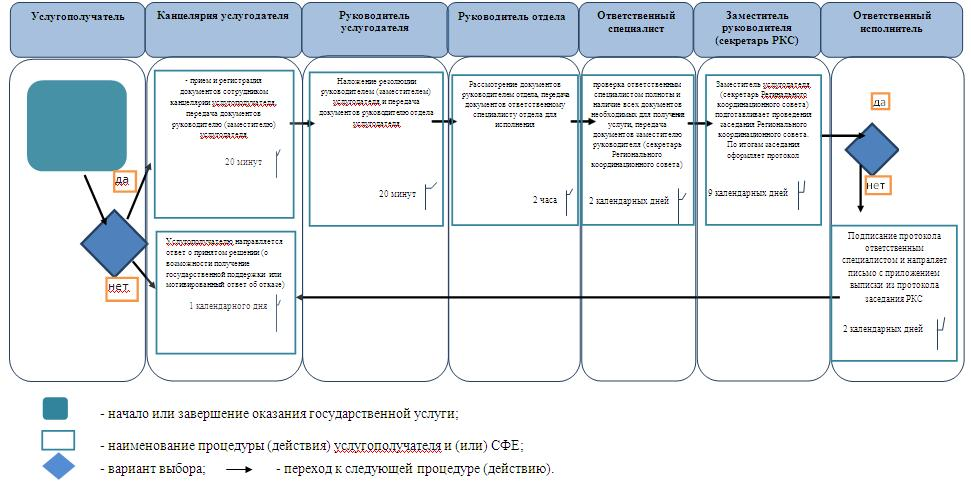 Услугополучатель
Канцелярия услугодателя
Руководитель
услугодателя
Руководитель отдела
Ответственный
специалист
Заместитель
руководителя
(секретарь РКС)
Ответственный
исполнитель
- прием и регистрация
документов сотрудником
канцелярии услугополучателя,
передача документов
руководителю (заместителю)
услугодателя
20 минут
Наложение резолюции
руководителем (заместителем)
услугодателя и передача
документов руководителю отдела
услугодателя
20 минут
Рассмотрение документов
руководителем отдела, передача
документов ответственному
специалисту отдела для
исполнения
2 часа
проверка ответственным
специалистом полноты и
наличие всех документов
необходимых для получения
услуги, передача
документов заместителю
руководителя (секретарь
Регионального
координационного совета)
2 календарных дней
Заместитель услугодателя
(секретарь Регионального
координационного совета)
подготавливает проведения
заседания Регионального
координационного совета.
По итогам заседания
оформляет протокол
9 календарных дней
да
нет
да
нет
Услугополучателю направляется
ответ о принятом решении (о
возможности получение
государственной поддержки или
мотивированный ответ об отказе)
1 календарного дня
Подписание протокола
ответственным
специалистом и напраляет
письмо с приложением
выписки из протокола
заседания РКС
2 календарных дней
- начало или завершение оказания государственной услуги;
- наименование процедуры (действия) услугополучателя и (или) СФЕ;
- вариант выбора; - переход к следующей процедуре (действию).